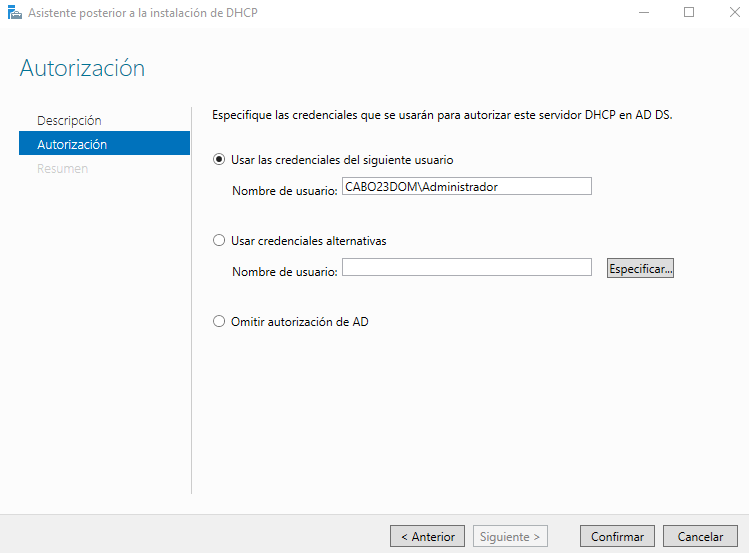 Asistente posterior a la instalación de DHCP
Autorización
Descripción
Autorización
Resumen
Especifique las credenciales que se usarán para autorizar este servidor DHCP en AD DS.
Usar las credenciales del siguiente usuario
Nombre de usuario: CABO23DOM\Administrador
Usar credenciales alternativas
Nombre de usuario: Especificar...
Omitir autorización de AD
< Anterior Siguiente > Confirmar Cancelar